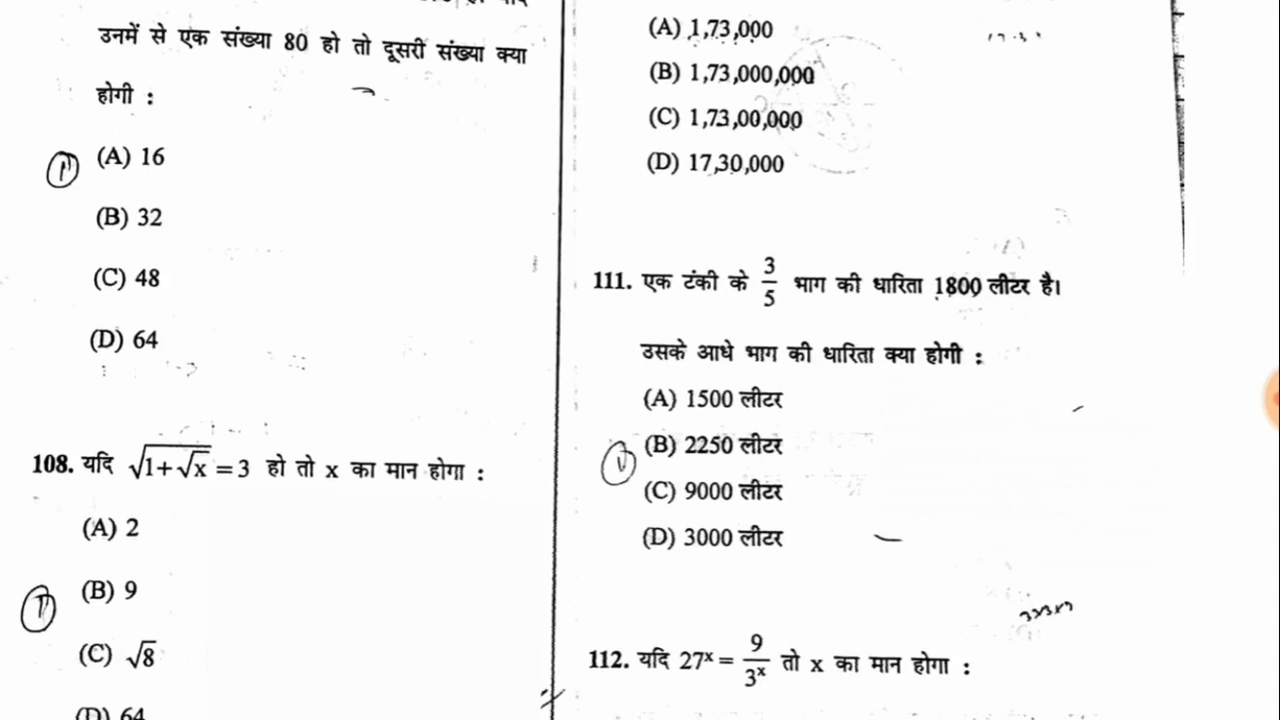 उनमें से एक संख्या 80 हो तो दूसरी संख्या क्या
होगी :
(A) 16
(B) 32
(C) 48
(D) 64
108. यदि √1+√x = 3 हो तो x का मान होगा :
(A) 2
(B) 9
(C) √8
(D) 64
(A) 1,73,000
(B) 1,73,000,000
(C) 1,73,00,000
(D) 17,30,000
111. एक टंकी के 3/5 भाग की धारिता 1800 लीटर है।
उसके आधे भाग की धारिता क्या होगी :
(A) 1500 लीटर
(B) 2250 लीटर
(C) 9000 लीटर
(D) 3000 लीटर
112. यदि 27ˣ = 9/3ˣ तो x का मान होगा :